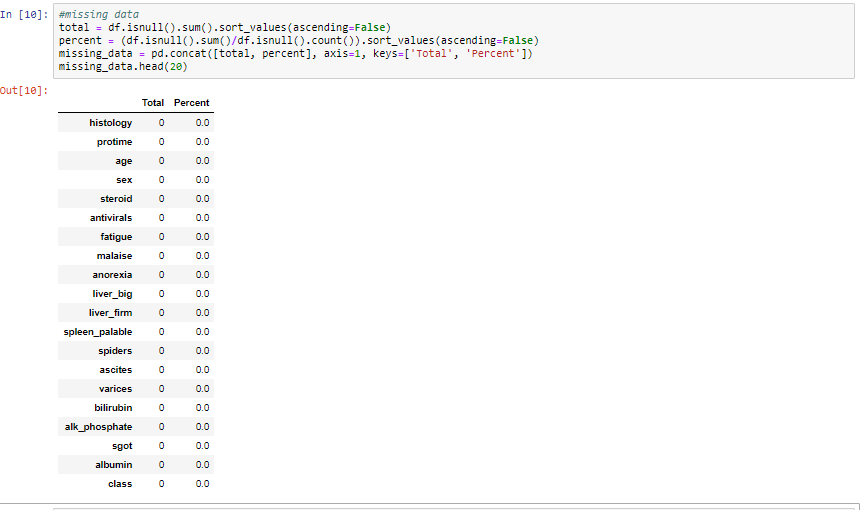 In [10]: #missing data
total = df.isnull().sum().sort_values(ascending=False)
percent = (df.isnull().sum()/df.isnull().count()).sort_values(ascending=False)
missing_data = pd.concat([total, percent], axis=1, keys=['Total', 'Percent'])
missing_data.head(20)
Out[10]:
Total Percent
histology 0 0.0
protime 0 0.0
age 0 0.0
sex 0 0.0
steroid 0 0.0
antivirals 0 0.0
fatigue 0 0.0
malaise 0 0.0
anorexia 0 0.0
liver_big 0 0.0
liver_firm 0 0.0
spleen_palable 0 0.0
spiders 0 0.0
ascites 0 0.0
varices 0 0.0
bilirubin 0 0.0
alk_phosphate 0 0.0
sgot 0 0.0
albumin 0 0.0
class 0 0.0